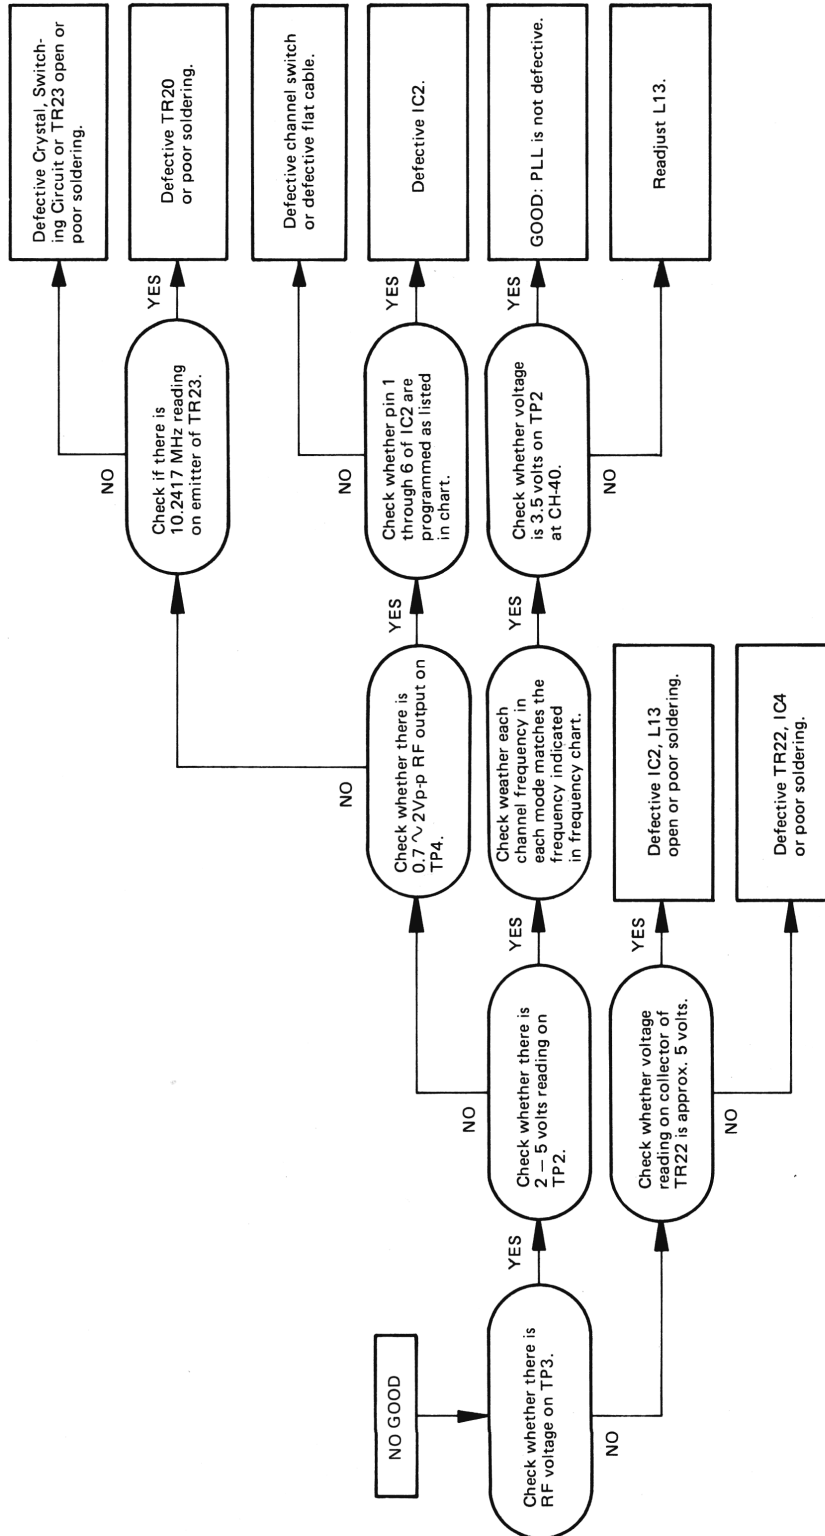 NO GOOD
Check whether there is
RF voltage on TP3.
YES
NO
Check whether there is
2 – 5 volts reading on
TP2.
YES
NO
Check whether voltage
reading on collector of
TR22 is approx. 5 volts.
YES
NO
Check whether there is
0.7 ~ 2Vp-p RF output on
TP4.
YES
NO
Check weather each
channel frequency in
each mode matches the
frequency indicated
in frequency chart.
YES
Defective IC2, L13
open or poor soldering.
Defective TR22, IC4
or poor soldering.
Check if there is
10.2417 MHz reading
on emitter of TR23.
YES
NO
Check whether pin 1
through 6 of IC2 are
programmed as listed
in chart.
YES
NO
Check whether voltage
is 3.5 volts on TP2
at CH-40.
YES
NO
Defective Crystal, Switch-
ing Circuit or TR23 open or
poor soldering.
Defective TR20
or poor soldering.
Defective channel switch
or defective flat cable.
Defective IC2.
GOOD: PLL is not defective.
Readjust L13.